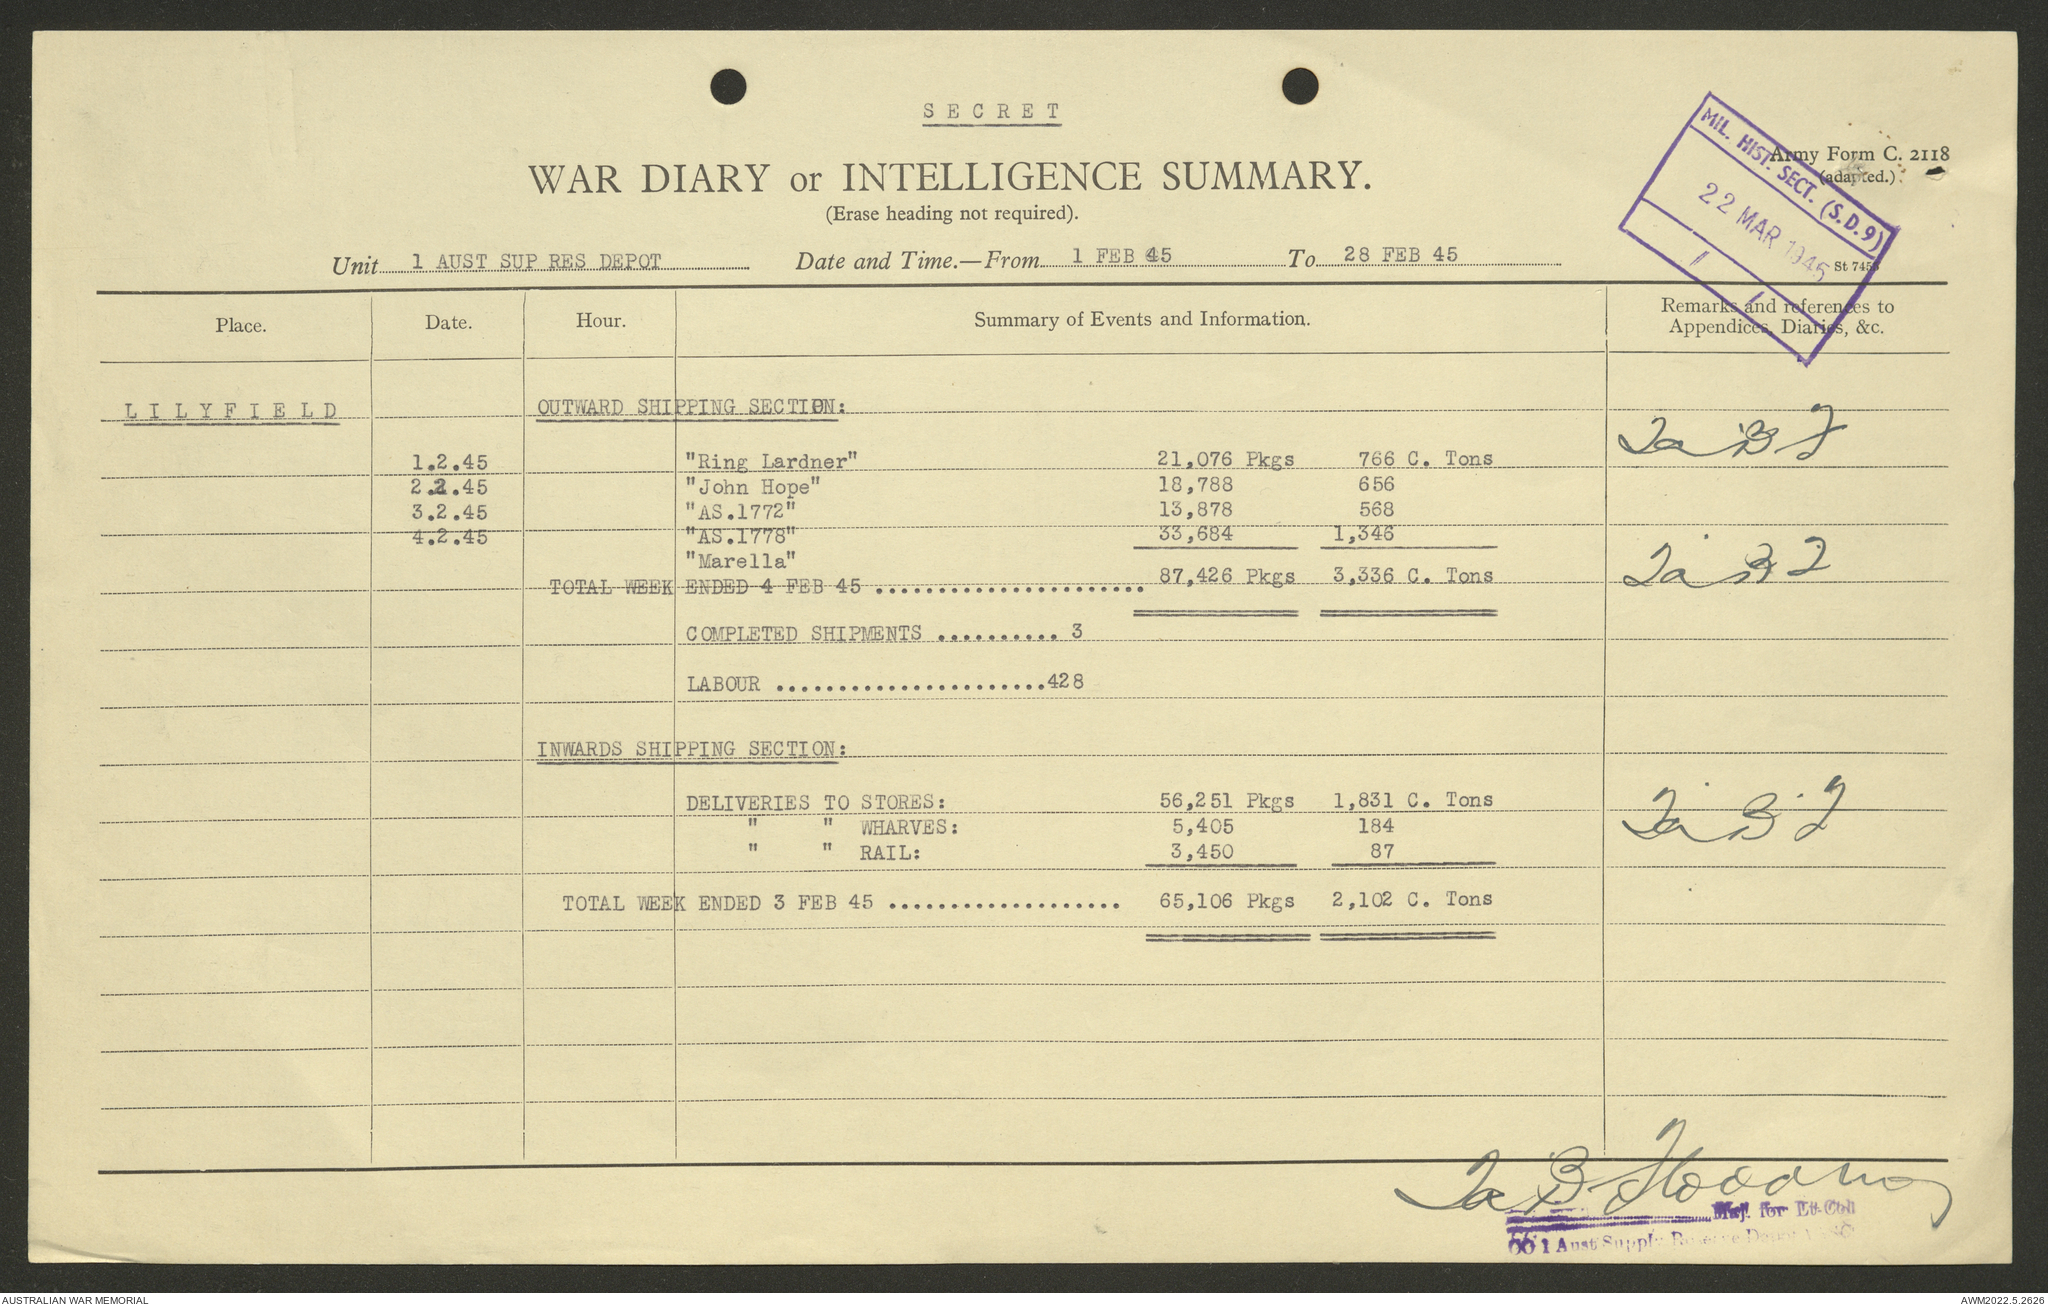 SECRET
MIL. HIST. SECT. (S.D.9)
22 MAR 1945
Army Form C. 2118
(adapted.)
WAR DIARY or INTELLIGENCE SUMMARY.
(Erase heading not required).
Unit 1 AUST SUP RES DEPOT Date and Time.—From 1 FEB 45 To 28 FEB 45
St 7455
Place. Date. Hour. Summary of Events and Information. Remarks and references to Appendices, Diaries, &c.
LILYFIELD OUTWARD SHIPPING SECTION:
1.2.45 "Ring Lardner" 21,076 Pkgs 766 C. Tons
2.2.45 "John Hope" 18,788 656
3.2.45 "AS.1772" 13,878 568
4.2.45 "AS.1778" 33,684 1,346
"Marella"
TOTAL WEEK ENDED 4 FEB 45 ...................... 87,426 Pkgs 3,336 C. Tons
COMPLETED SHIPMENTS .......... 3
LABOUR ......................428
INWARDS SHIPPING SECTION:
DELIVERIES TO STORES: 56,251 Pkgs 1,831 C. Tons
" " WHARVES: 5,405 184
" " RAIL: 3,450 87
TOTAL WEEK ENDED 3 FEB 45 ................... 65,106 Pkgs 2,102 C. Tons
Maj. for Lt-Col
1 Aust Supply Reserve Depot
AUSTRALIAN WAR MEMORIAL AWM2022.5.2626